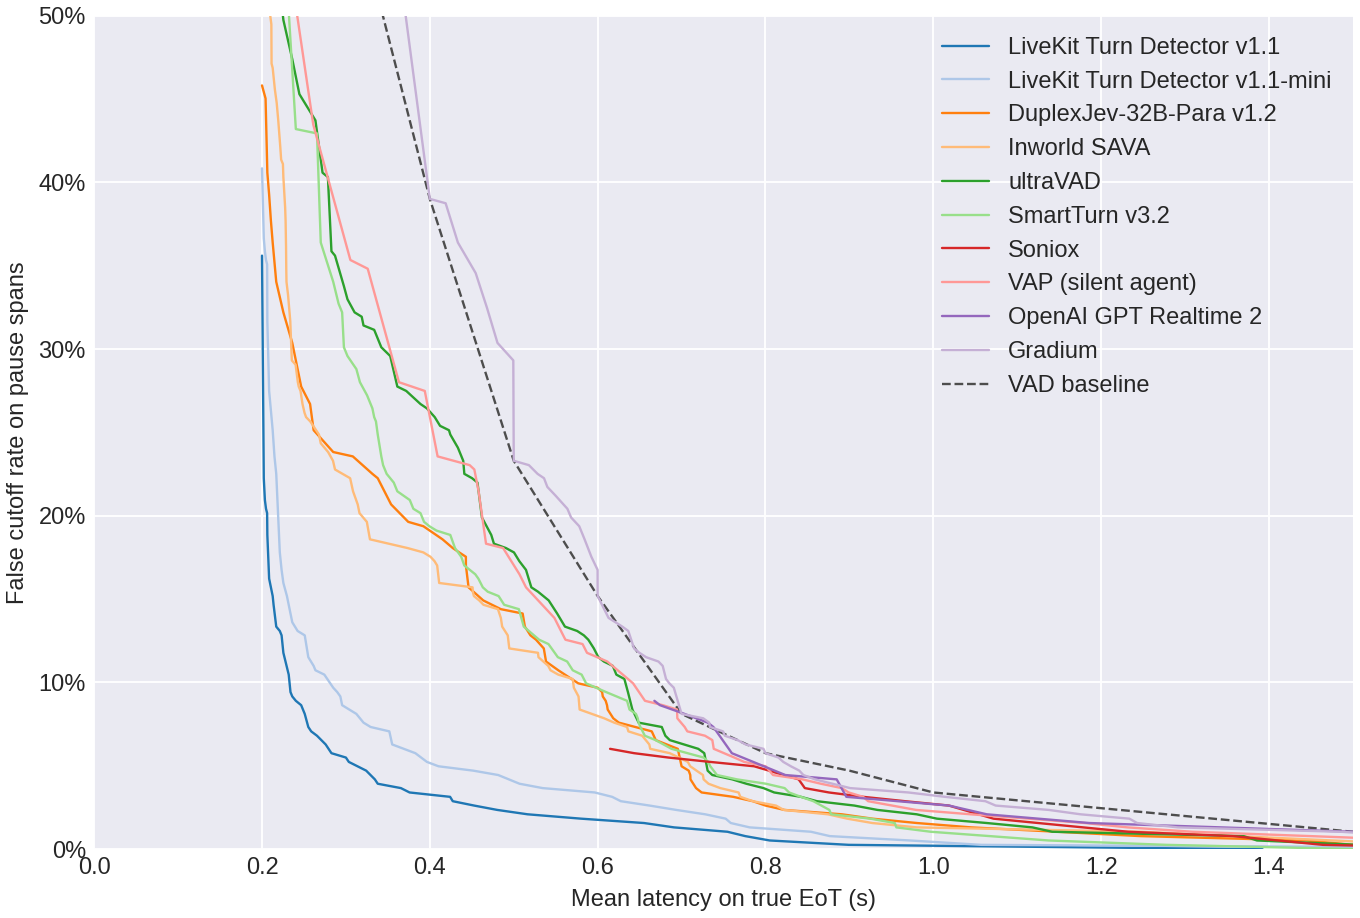 50%
40%
30%
20%
10%
0%
False cutoff rate on pause spans
LiveKit Turn Detector v1.1
LiveKit Turn Detector v1.1-mini
DuplexJev-32B-Para v1.2
Inworld SAVA
ultraVAD
SmartTurn v3.2
Soniox
VAP (silent agent)
OpenAI GPT Realtime 2
Gradium
VAD baseline
0.0 0.2 0.4 0.6 0.8 1.0 1.2 1.4
Mean latency on true EoT (s)